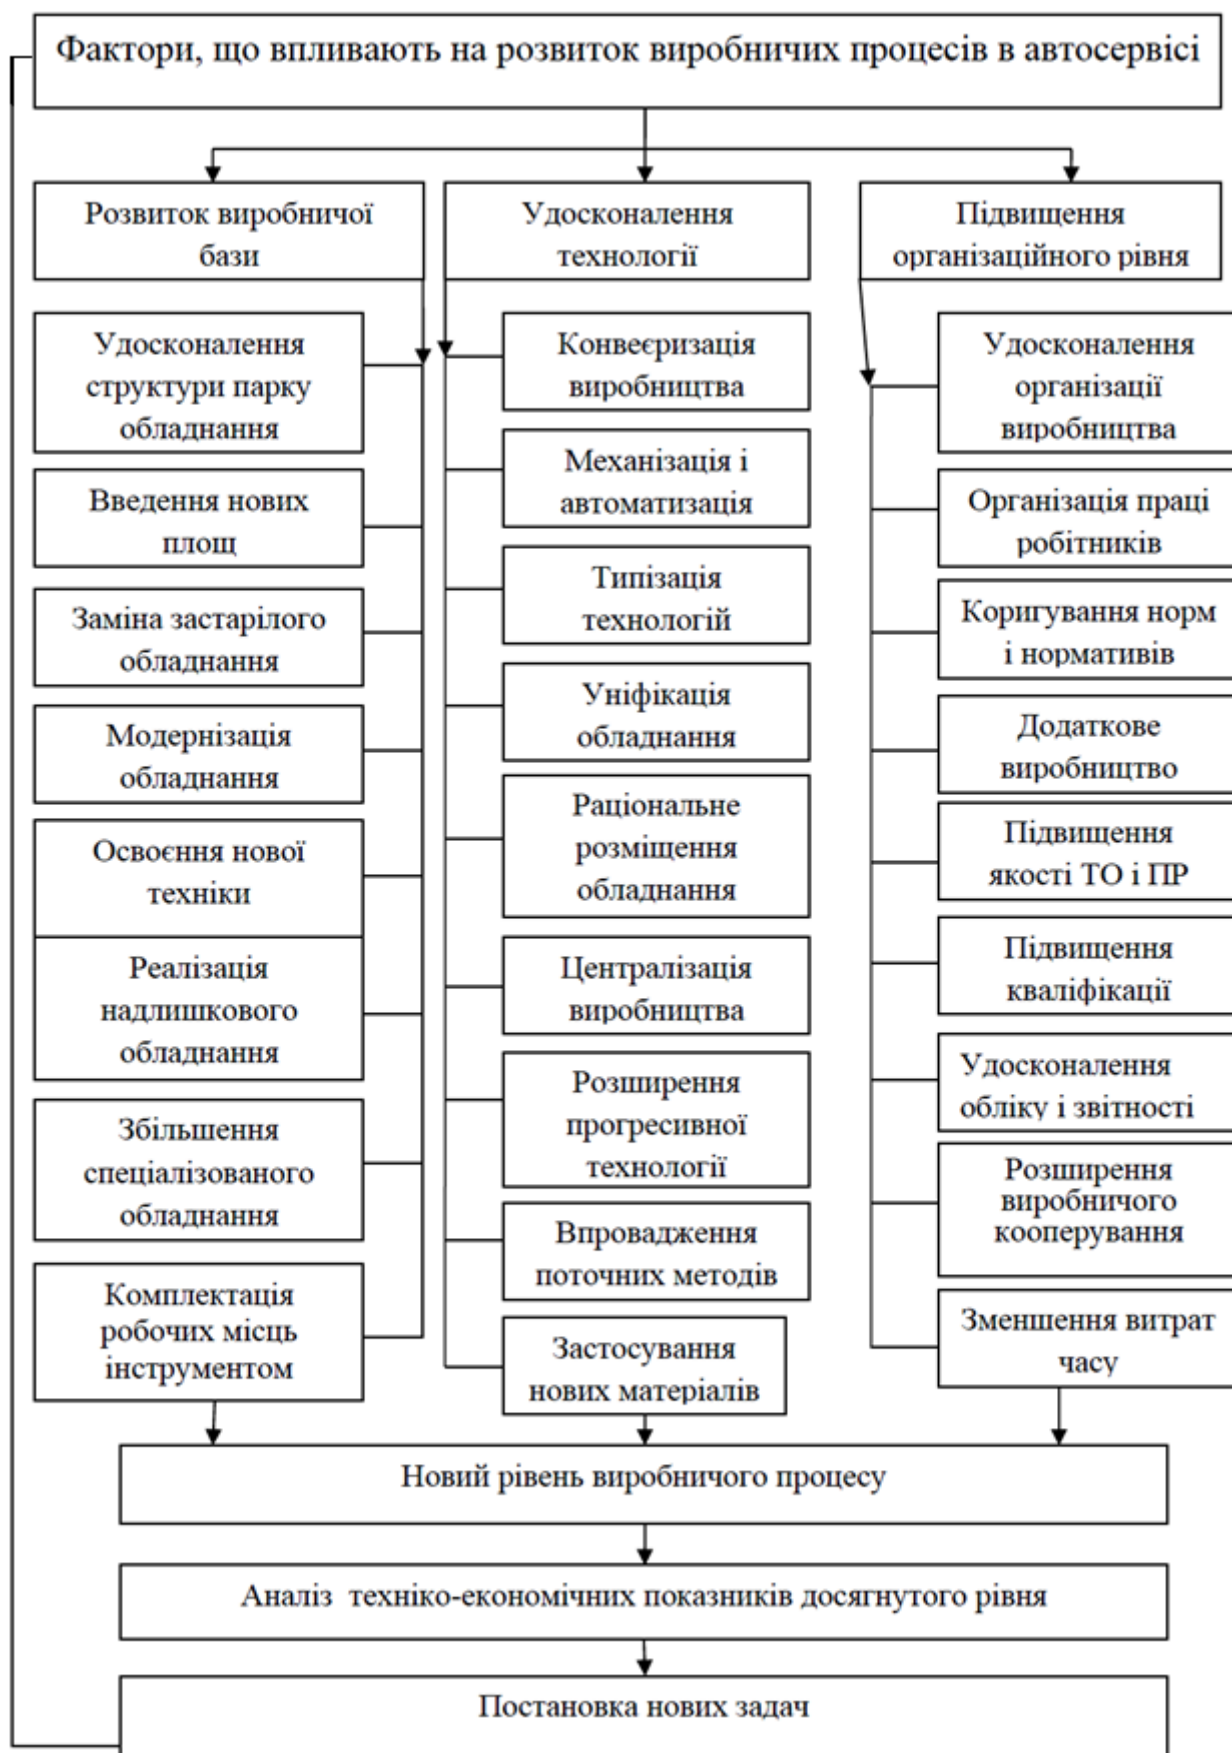 Фактори, що впливають на розвиток виробничих процесів в автосервісі
Розвиток виробничої
бази
Удосконалення
структури парку
обладнання
Введення нових
площ
Заміна застарілого
обладнання
Модернізація
обладнання
Освоєння нової
техніки
Реалізація
надлишкового
обладнання
Збільшення
спеціалізованого
обладнання
Комплектація
робочих місць
інструментом
Удосконалення
технології
Конвеєризація
виробництва
Механізація і
автоматизація
Типізація
технологій
Уніфікація
обладнання
Раціональне
розміщення
обладнання
Централізація
виробництва
Розширення
прогресивної
технології
Впровадження
поточних методів
Застосування
нових матеріалів
Підвищення
організаційного рівня
Удосконалення
організації
виробництва
Організація праці
робітників
Коригування норм
і нормативів
Додаткове
виробництво
Підвищення
якості ТО і ПР
Підвищення
кваліфікації
Удосконалення
обліку і звітності
Розширення
виробничого
кооперування
Зменшення витрат
часу
Новий рівень виробничого процесу
Аналіз техніко-економічних показників досягнутого рівня
Постановка нових задач